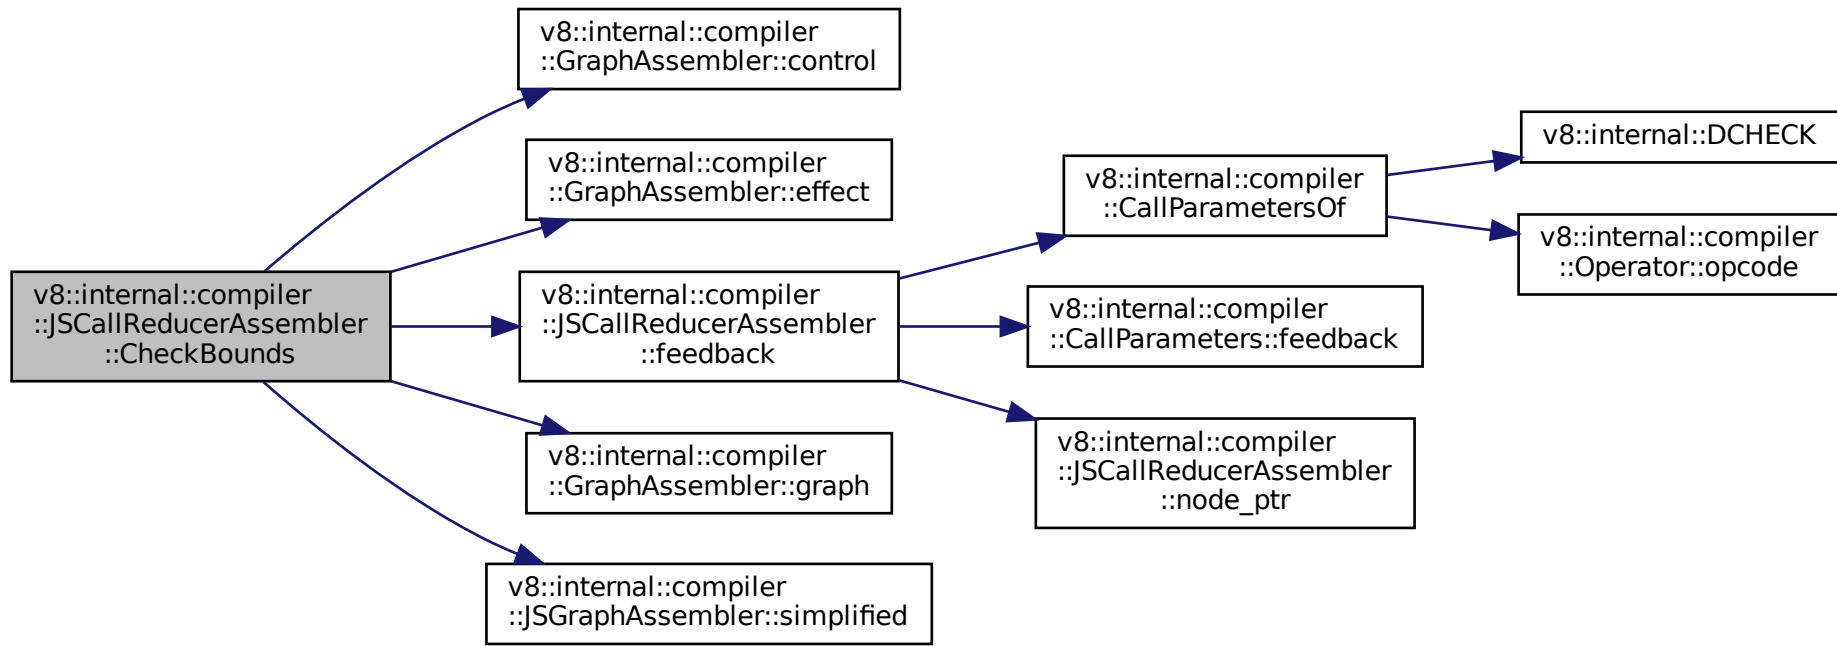 v8::internal::compiler
::JSCallReducerAssembler
::CheckBounds
v8::internal::compiler
::GraphAssembler::control
v8::internal::compiler
::GraphAssembler::effect
v8::internal::compiler
::JSCallReducerAssembler
::feedback
v8::internal::compiler
::GraphAssembler::graph
v8::internal::compiler
::JSGraphAssembler::simplified
v8::internal::compiler
::CallParametersOf
v8::internal::compiler
::CallParameters::feedback
v8::internal::compiler
::JSCallReducerAssembler
::node_ptr
v8::internal::DCHECK
v8::internal::compiler
::Operator::opcode